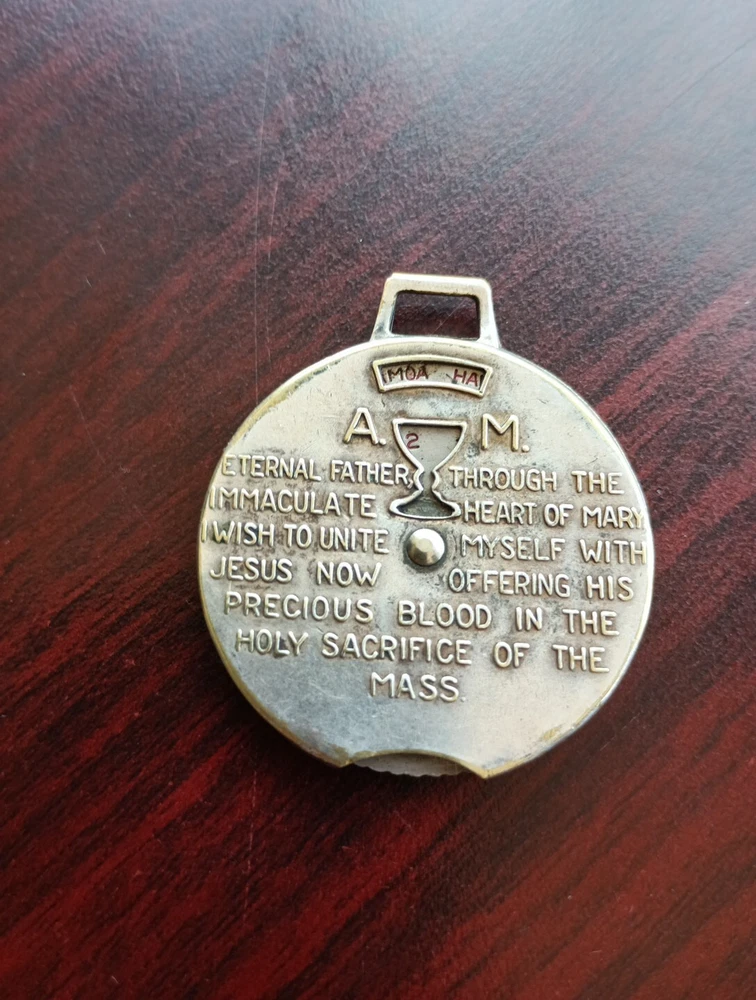 MOA HA
A. M.
2
ETERNAL FATHER, THROUGH THE
IMMACULATE HEART OF MARY
I WISH TO UNITE MYSELF WITH
JESUS NOW OFFERING HIS
PRECIOUS BLOOD IN THE
HOLY SACRIFICE OF THE
MASS.